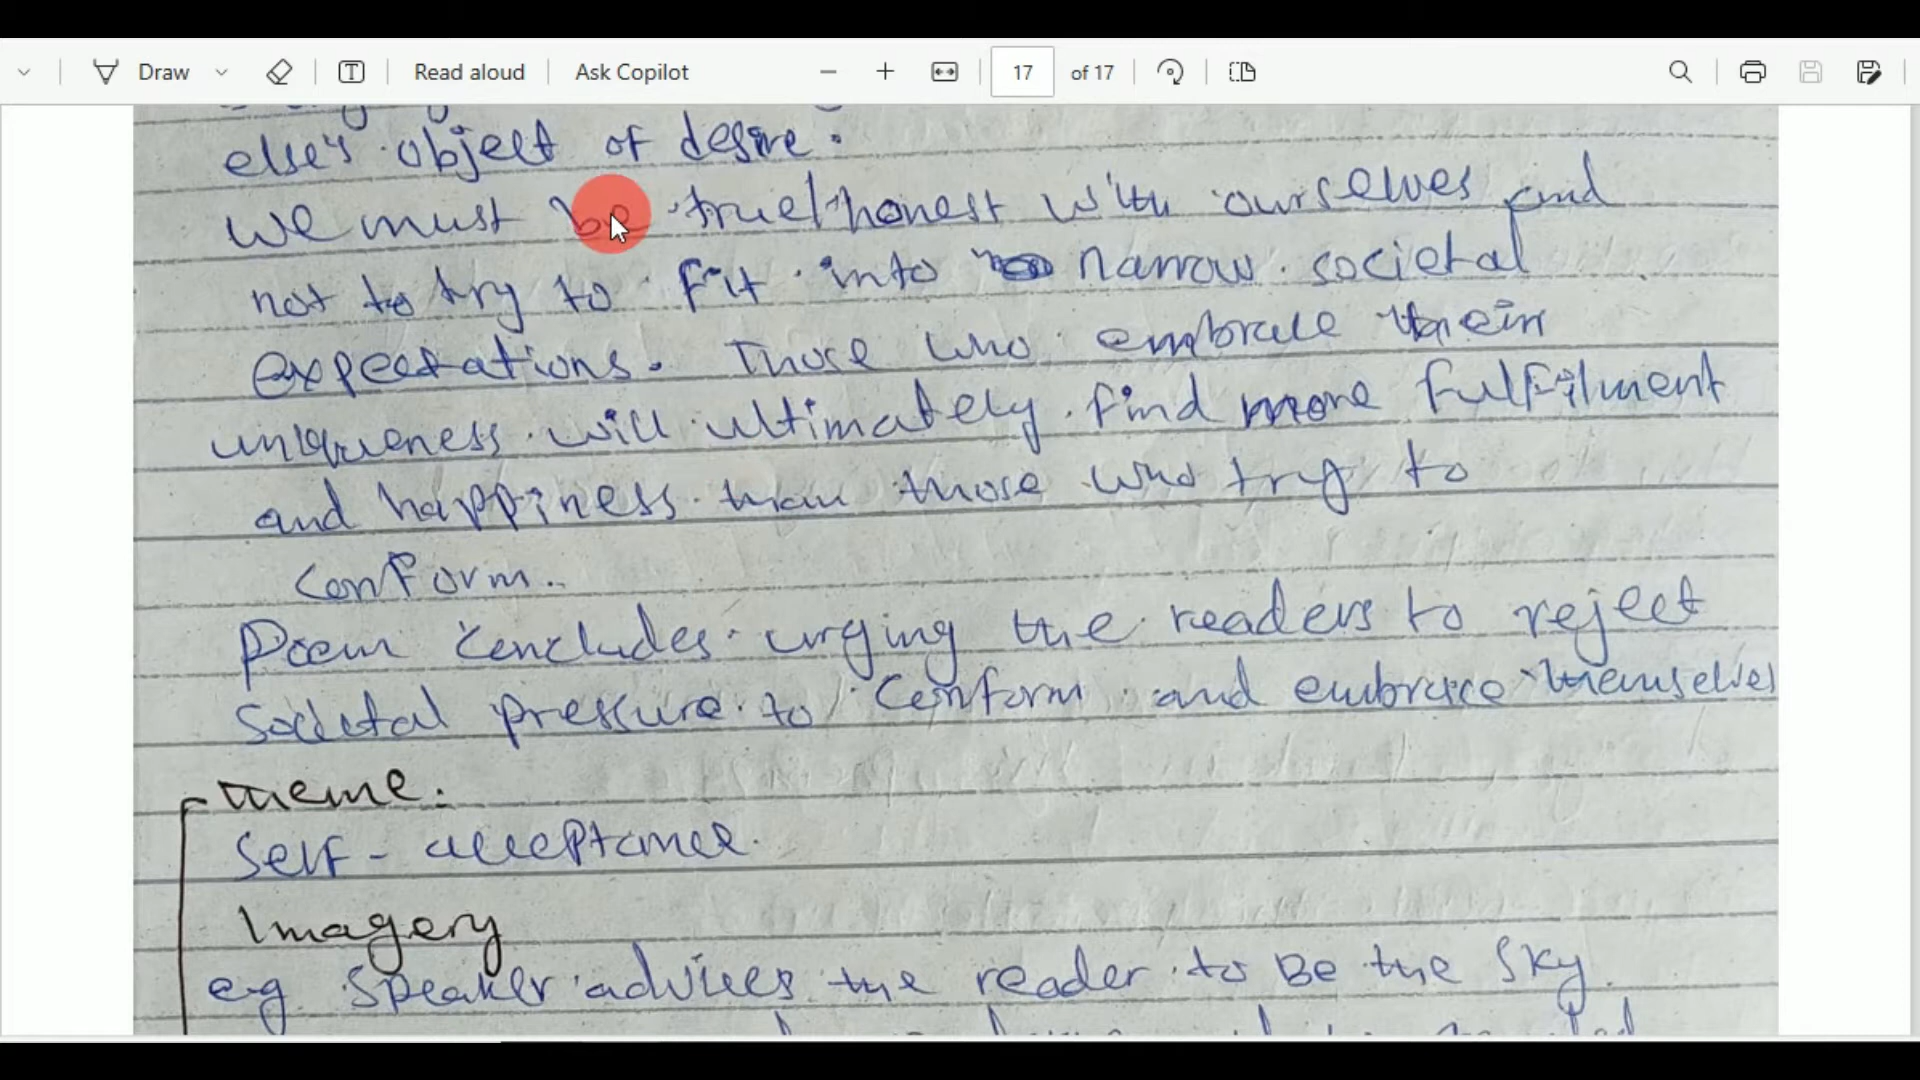 Draw
Read aloud
Ask Copilot
17
of 17
else's object of desire.
we must be true/honest with ourselves and
not to try to fit into narrow societal
expectations. Those who embrace their
uniqueness will ultimately find more fulfilment
and happiness than those who try to
conform.
Poem concludes urging the readers to reject
societal pressure to conform and embrace themselves
Theme:
Self-acceptance.
Imagery
e.g. Speaker advices the reader to Be the Sky.